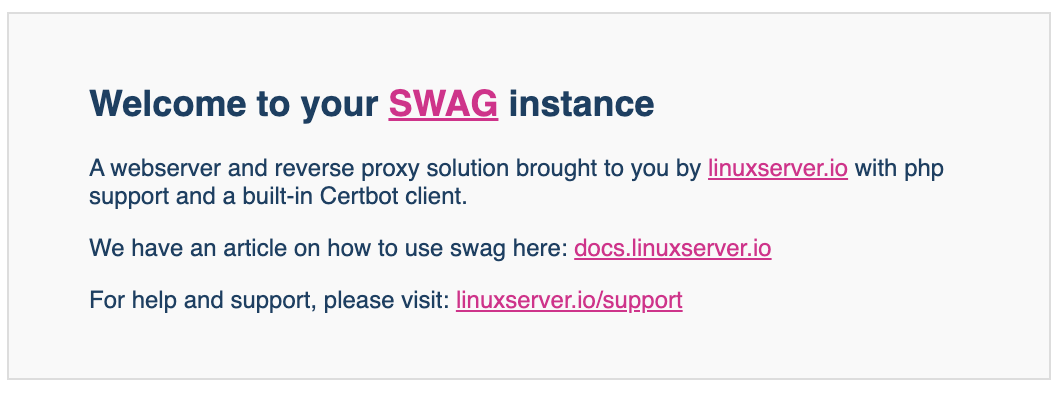 Welcome to your SWAG instance
A webserver and reverse proxy solution brought to you by linuxserver.io with php
support and a built-in Certbot client.
We have an article on how to use swag here: docs.linuxserver.io
For help and support, please visit: linuxserver.io/support